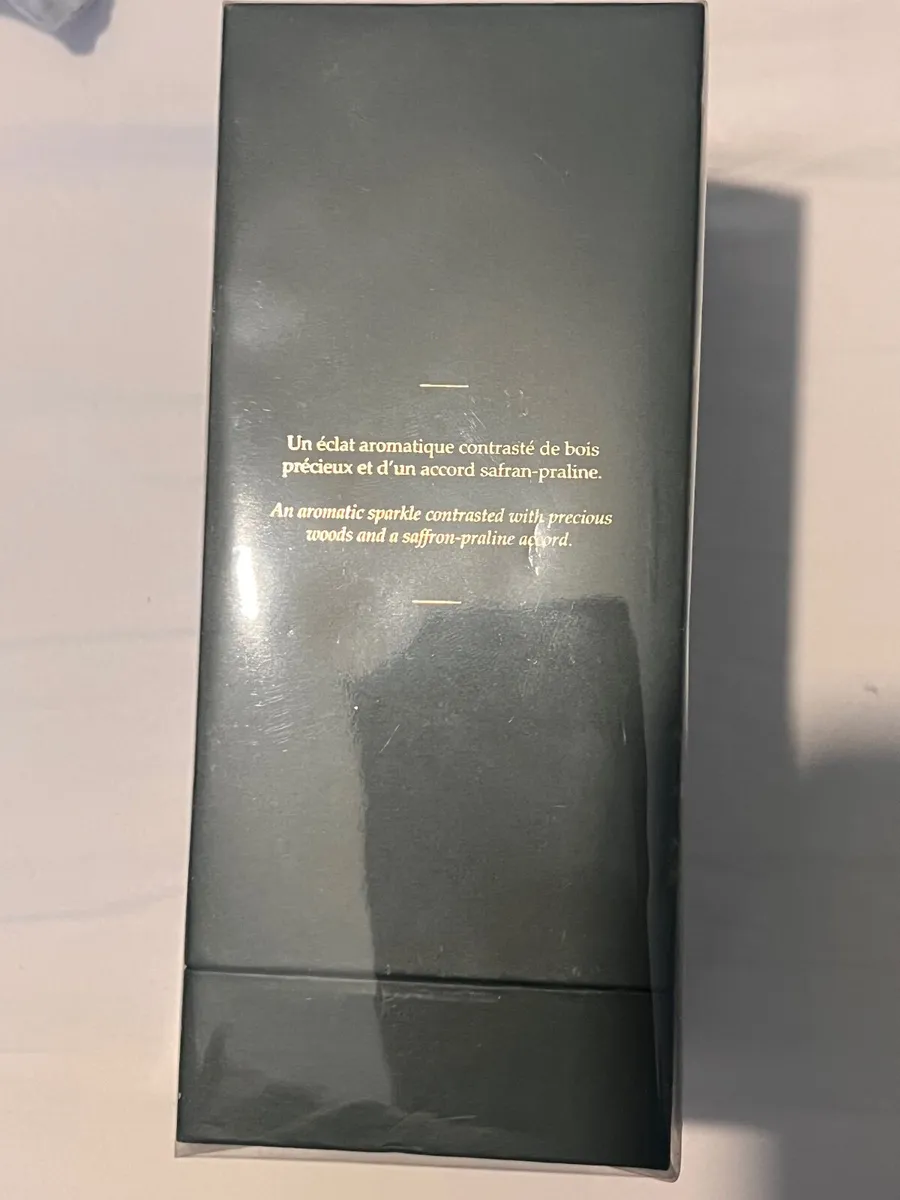 Un éclat aromatique contrasté de bois
précieux et d'un accord safran-praline.
An aromatic sparkle contrasted with precious
woods and a saffron-praline accord.